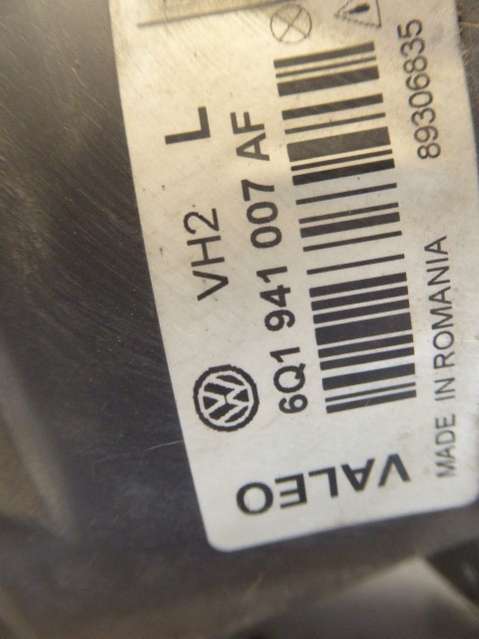 VH2 L
6Q1 941 007 AF
VALEO
MADE IN ROMANIA
89306835